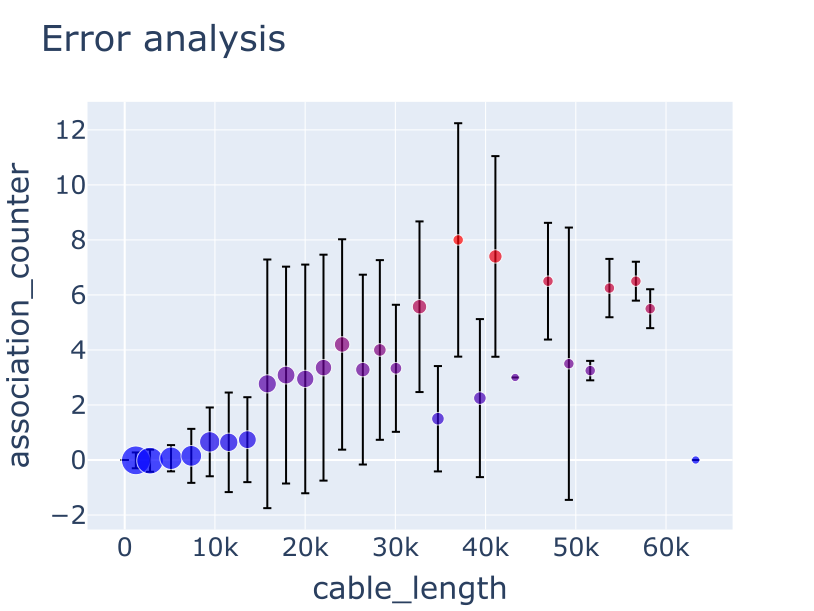 Error analysis
association_counter
12
10
8
6
4
2
0
−2
0
10k
20k
30k
40k
50k
60k
cable_length